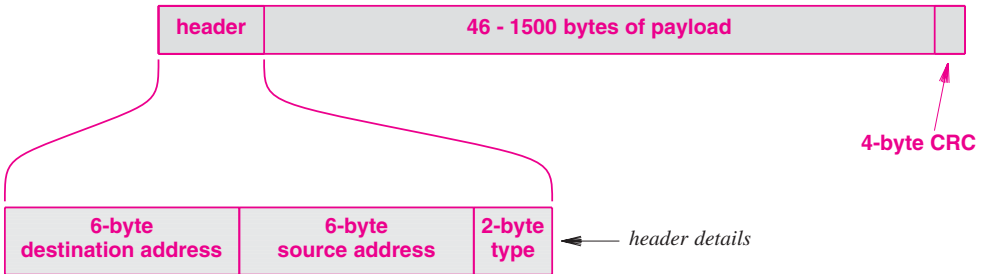 header
46 - 1500 bytes of payload
4-byte CRC
6-byte
destination address
6-byte
source address
2-byte
type
header details